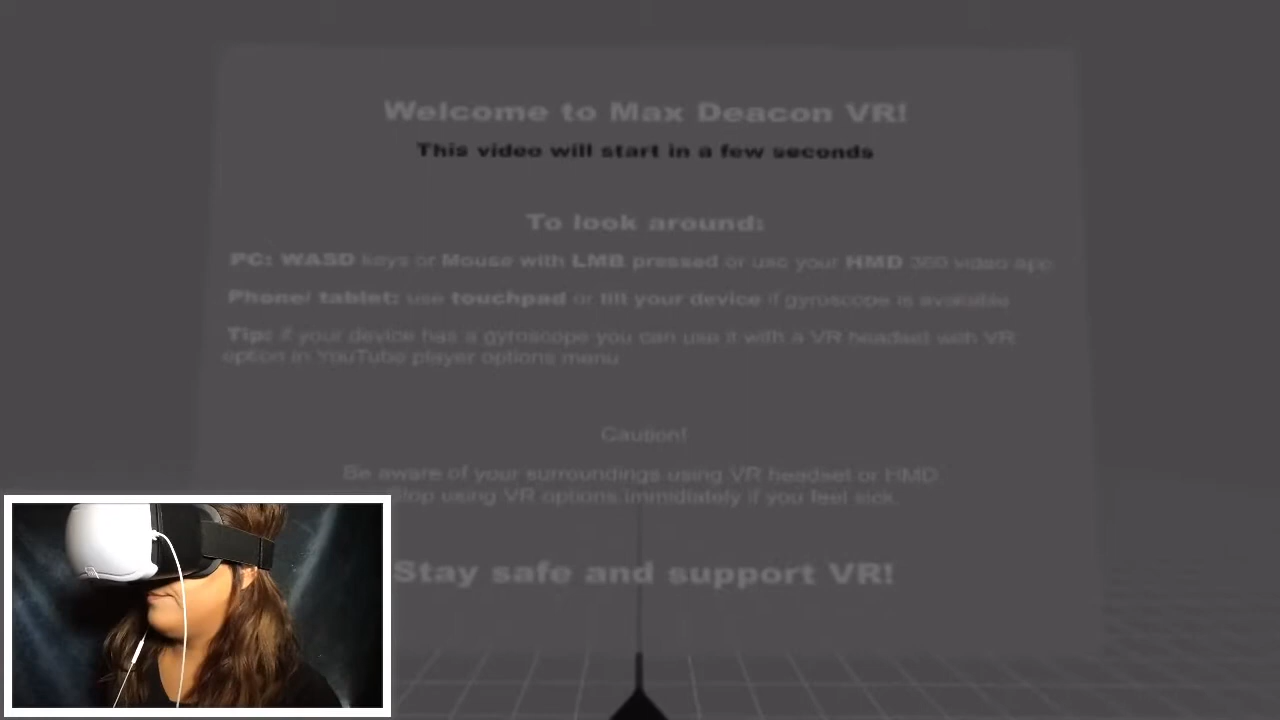 Welcome to Max Deacon VR!
This video will start in a few seconds
To look around:
PC: WASD keys or Mouse with LMB pressed or use your HMD 360 video app
Phone/ tablet: use touchpad or tilt your device if gyroscope is available
Tip: if your device has a gyroscope you can use it with a VR headset with VR
option in YouTube player options menu
Caution!
Be aware of your surroundings using VR headset or HMD
Stop using VR options immidiately if you feel sick.
Stay safe and support VR!